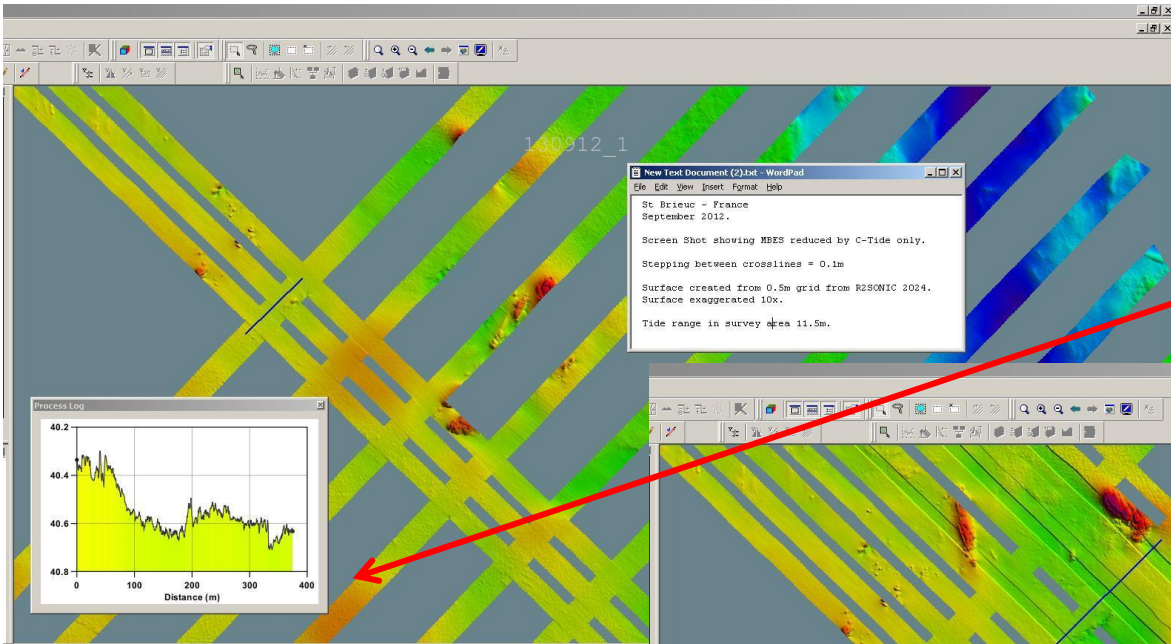 130912_1
New Text Document (2).txt - WordPad
File Edit View Insert Format Help
St Brieuc - France
September 2012.
Screen Shot showing MBES reduced by C-Tide only.
Stepping between crosslines = 0.1m
Surface created from 0.5m grid from R2SONIC 2024.
Surface exaggerated 10x.
Tide range in survey area 11.5m.
Process Log
40.2
40.4
40.6
40.8
0 100 200 300 400
Distance (m)